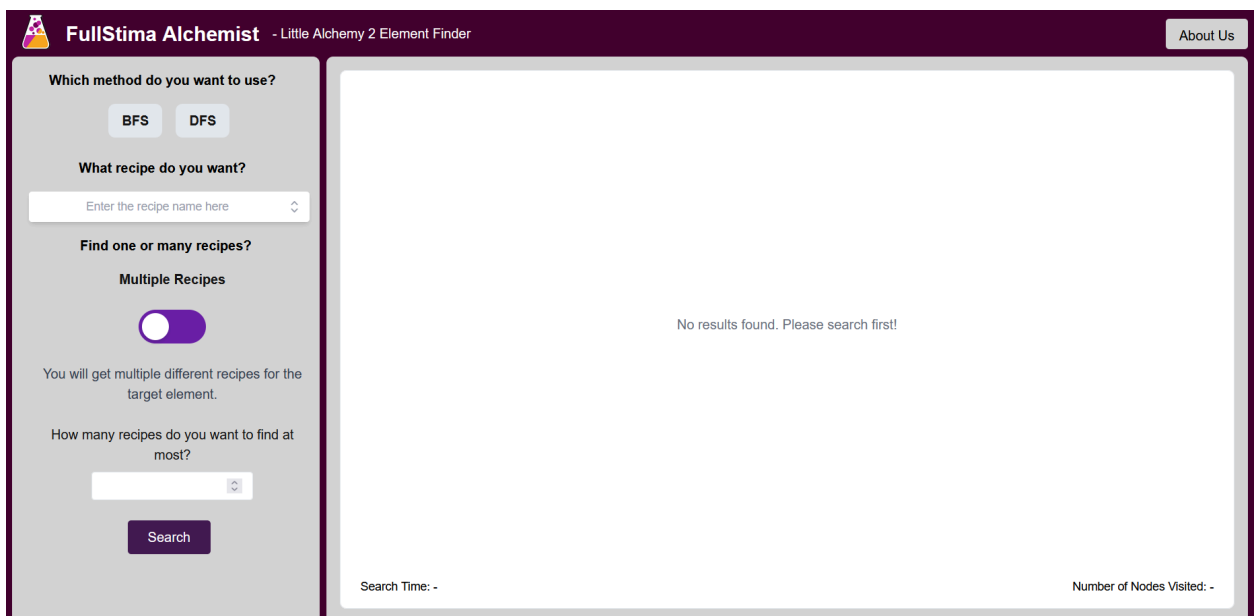 FullStima Alchemist - Little Alchemy 2 Element Finder
About Us
Which method do you want to use?
BFS DFS
What recipe do you want?
Enter the recipe name here
Find one or many recipes?
Multiple Recipes
You will get multiple different recipes for the
target element.
How many recipes do you want to find at
most?
Search
No results found. Please search first!
Search Time: -
Number of Nodes Visited: -